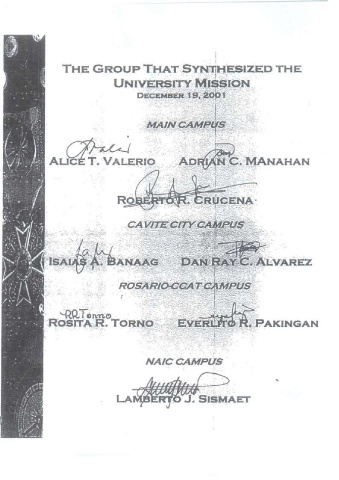 THE GROUP THAT SYNTHESIZED THE
UNIVERSITY MISSION
DECEMBER 19, 2001
MAIN CAMPUS
ALICE T. VALERIO ADRIAN C. MANAHAN
ROBERTO R. CRUCENA
CAVITE CITY CAMPUS
ISAIAS A. BANAAG DAN RAY C. ALVAREZ
ROSARIO-CCAT CAMPUS
RRTorno
ROSITA R. TORNO EVERLITO R. PAKINGAN
NAIC CAMPUS
LAMBERTO J. SISMAET